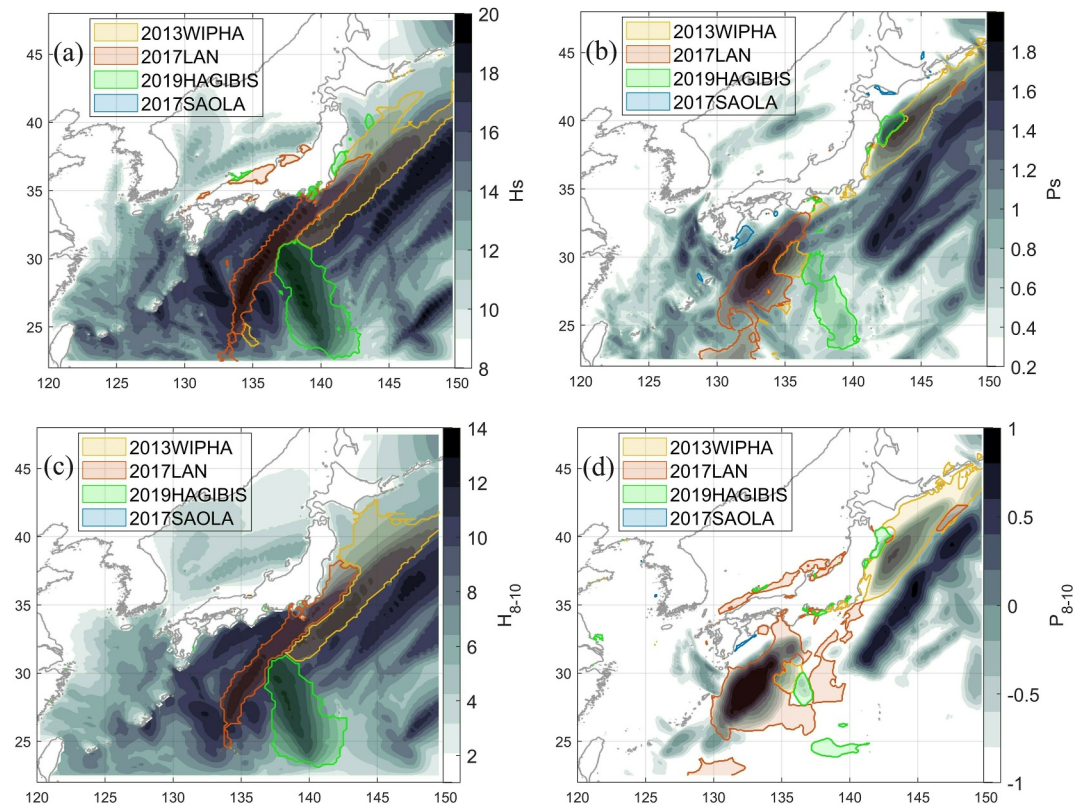 (a)
2013WIPHA
2017LAN
2019HAGIBIS
2017SAOLA
45
40
35
30
25
120 125 130 135 140 145 150
20
18
16
14
12
10
8
Hs
(b)
2013WIPHA
2017LAN
2019HAGIBIS
2017SAOLA
45
40
35
30
25
120 125 130 135 140 145 150
1.8
1.6
1.4
1.2
1
0.8
0.6
0.4
0.2
Ps
(c)
2013WIPHA
2017LAN
2019HAGIBIS
2017SAOLA
45
40
35
30
25
120 125 130 135 140 145 150
14
12
10
8
6
4
2
H8-10
(d)
2013WIPHA
2017LAN
2019HAGIBIS
2017SAOLA
45
40
35
30
25
120 125 130 135 140 145 150
1
0.5
0
-0.5
-1
P8-10